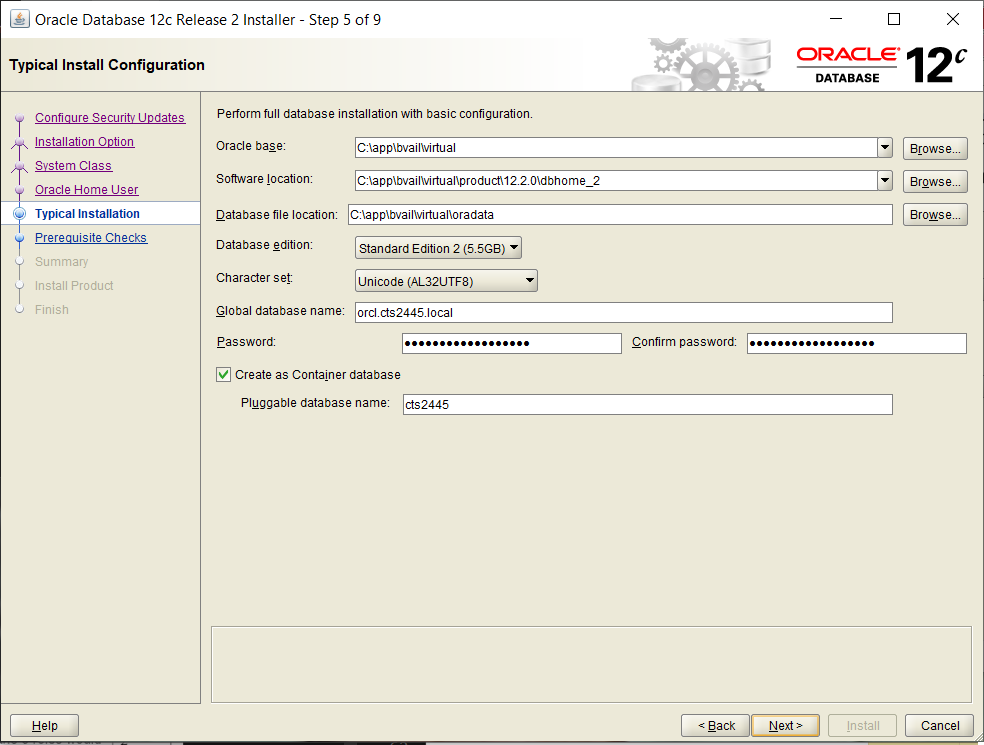 Oracle Database 12c Release 2 Installer - Step 5 of 9
Typical Install Configuration
ORACLE®
DATABASE
12c
Configure Security Updates
Installation Option
System Class
Oracle Home User
Typical Installation
Prerequisite Checks
Summary
Install Product
Finish
Perform full database installation with basic configuration.
Oracle base: C:\app\bvail\virtual Browse...
Software location: C:\app\bvail\virtual\product\12.2.0\dbhome_2 Browse...
Database file location: C:\app\bvail\virtual\oradata Browse...
Database edition: Standard Edition 2 (5.5GB)
Character set: Unicode (AL32UTF8)
Global database name: orcl.cts2445.local
Password: •••••••••••••••••• Confirm password: ••••••••••••••••••
Create as Container database
Pluggable database name: cts2445
Help < Back Next > Install Cancel